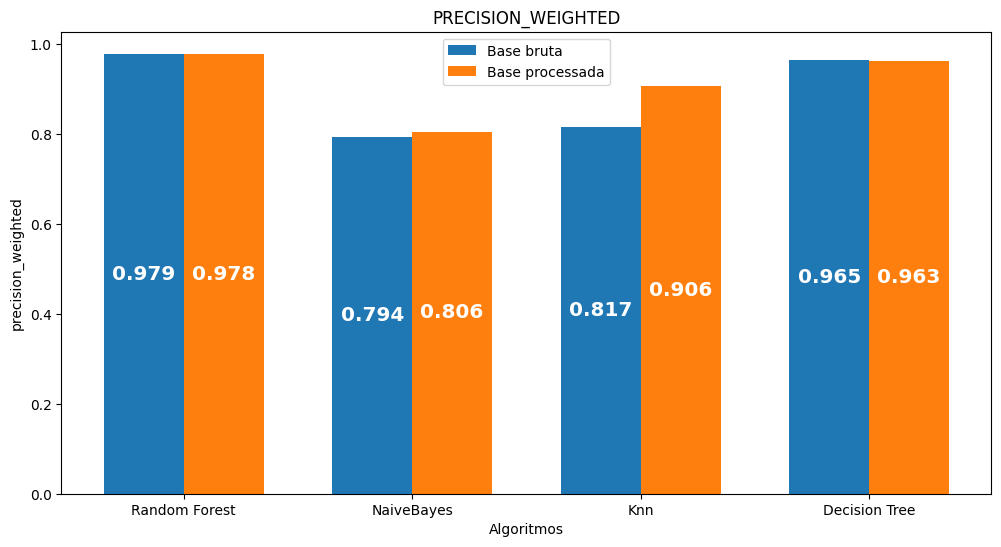 PRECISION_WEIGHTED
Base bruta
Base processada
precision_weighted
1.0
0.8
0.6
0.4
0.2
0.0
0.979 0.978 0.794 0.806 0.817 0.906 0.965 0.963
Random Forest NaiveBayes Knn Decision Tree
Algoritmos